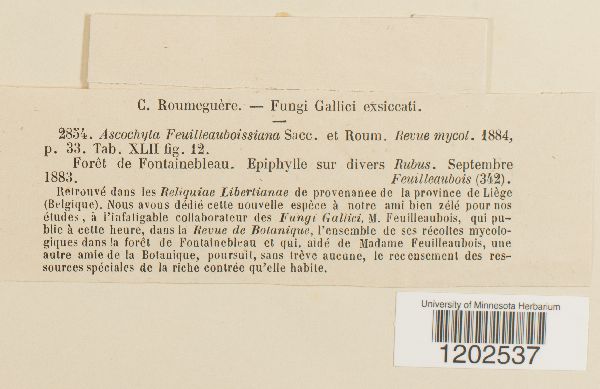 C. Roumeguère. — Fungi Gallici exsiccati.
2834. Ascochyta Feuilleauboissiana Sacc. et Roum. Revue mycol. 1884,
p. 33. Tab. XLII fig. 12.
Forêt de Fontainebleau. Epiphylle sur divers Rubus. Septembre
1883. Feuilleaubois (342).
Retrouvé dans les Reliquiae Libertianae de provenance de la province de Liège
(Belgique). Nous avons dédié cette nouvelle espèce à notre ami bien zélé pour nos
études, à l'infatigable collaborateur des Fungi Gallici, M. Feuilleaubois, qui pu-
blie à cette heure, dans la Revue de Botanique, l'ensemble de ses récoltes mycolo-
giques dans la forêt de Fontainebleau et qui, aidé de Madame Feuilleaubois, une
autre amie de la Botanique, poursuit, sans trève aucune, le recensement des res-
sources spéciales de la riche contrée qu'elle habite.
University of Minnesota Herbarium
1202537